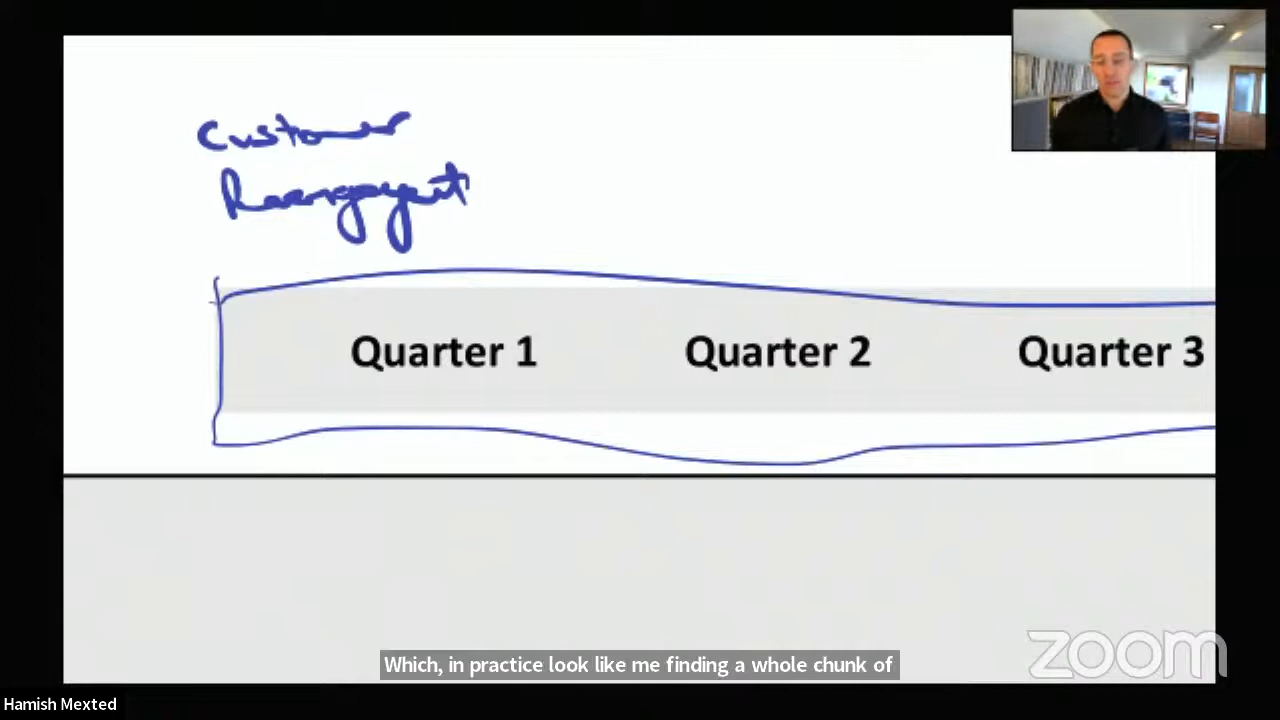 Customer
Reengagement
Quarter 1 Quarter 2 Quarter 3
Which, in practice look like me finding a whole chunk of
zoom
Hamish Mexted